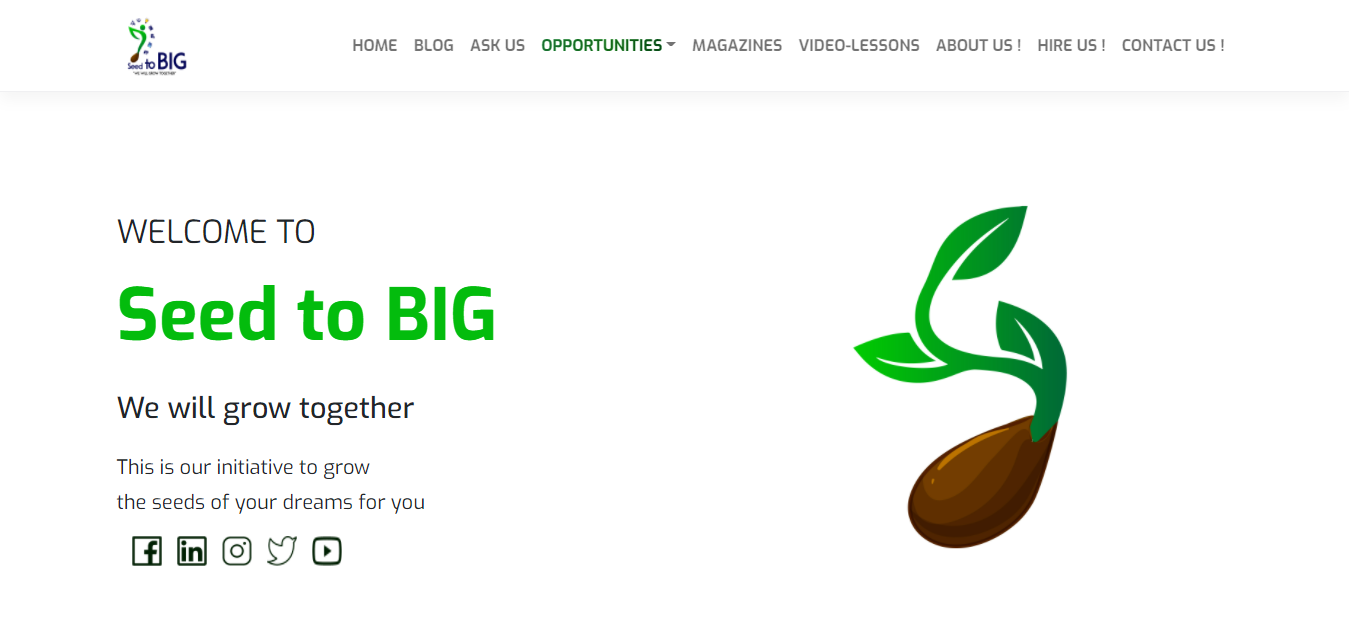 Seed to BIG
"WE WILL GROW TOGETHER"
HOME BLOG ASK US OPPORTUNITIES MAGAZINES VIDEO-LESSONS ABOUT US ! HIRE US ! CONTACT US !
WELCOME TO
Seed to BIG
We will grow together
This is our initiative to grow
the seeds of your dreams for you